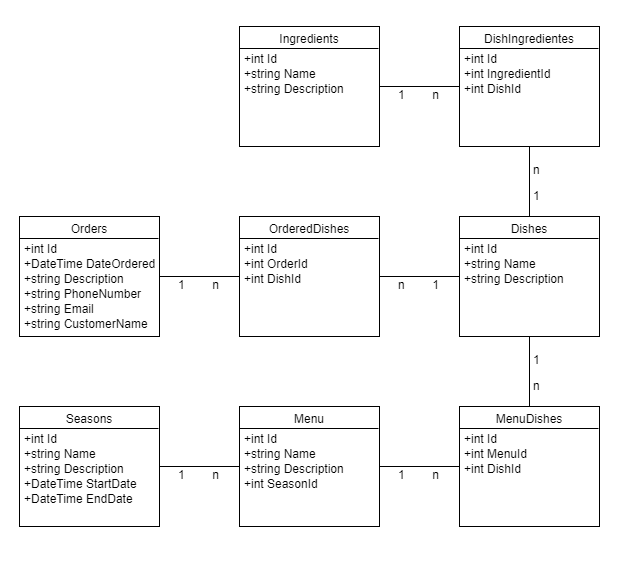 Ingredients
+int Id
+string Name
+string Description
DishIngredientes
+int Id
+int IngredientId
+int DishId
1 n
n
1
Orders
+int Id
+DateTime DateOrdered
+string Description
+string PhoneNumber
+string Email
+string CustomerName
1 n
OrderedDishes
+int Id
+int OrderId
+int DishId
n 1
Dishes
+int Id
+string Name
+string Description
1
n
Seasons
+int Id
+string Name
+string Description
+DateTime StartDate
+DateTime EndDate
1 n
Menu
+int Id
+string Name
+string Description
+int SeasonId
1 n
MenuDishes
+int Id
+int MenuId
+int DishId